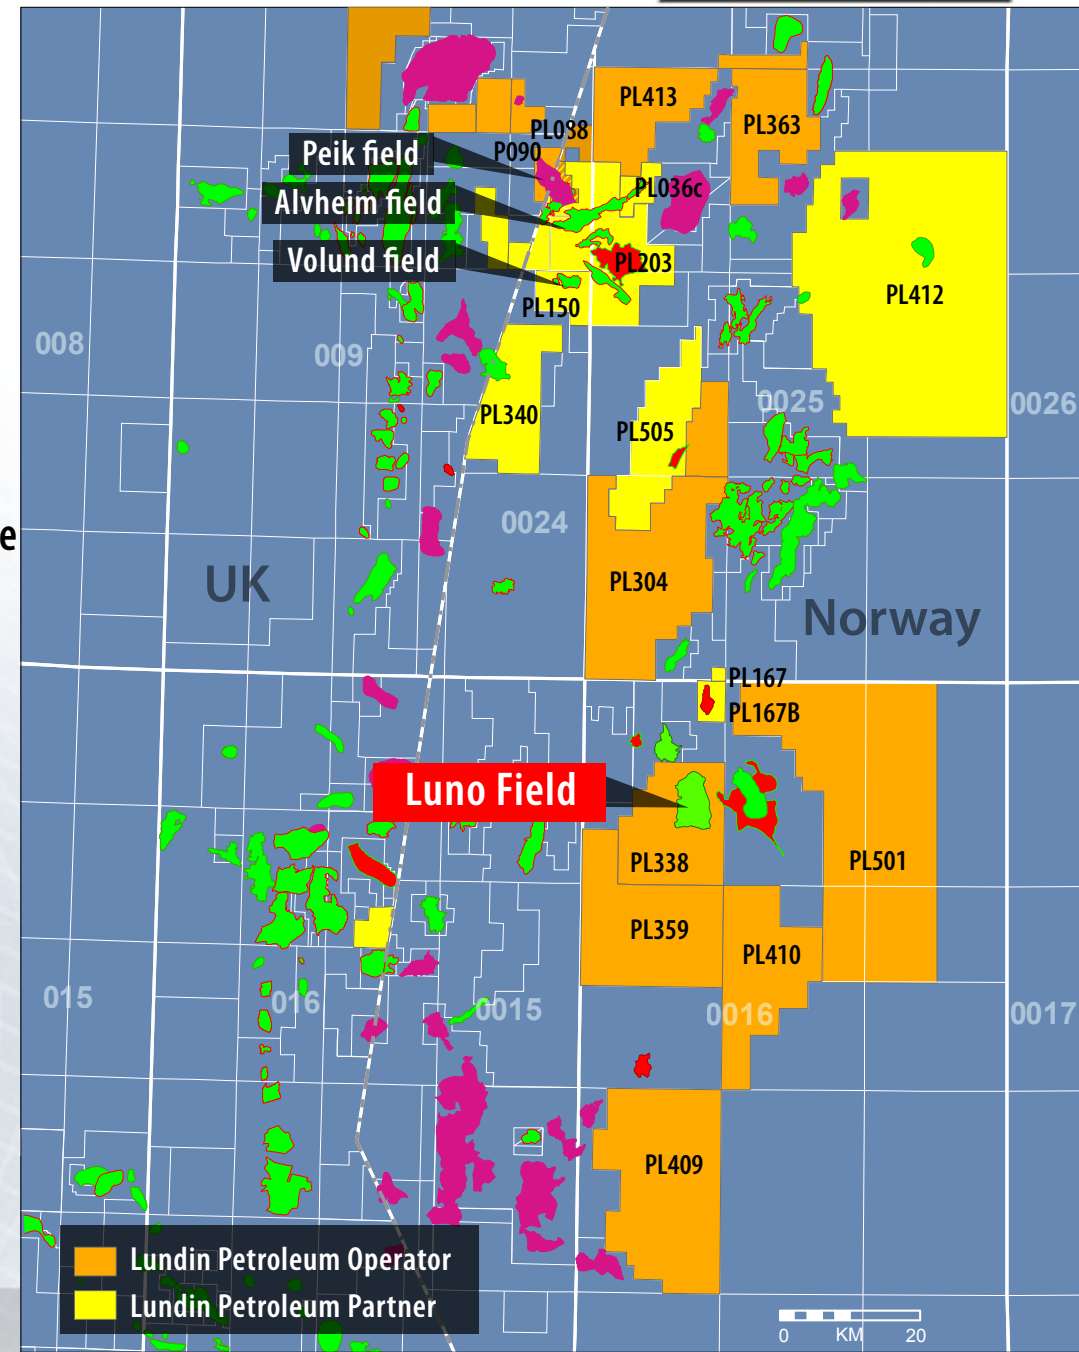 PL413
PL363
PL088
P090
Peik field
PL036c
Alvheim field
Volund field
PL203
PL412
PL150
008
009
0025
0026
PL340
PL505
0024
e
UK
PL304
Norway
PL167
PL167B
Luno Field
PL338
PL501
PL359
PL410
015
016
0015
0016
0017
PL409
Lundin Petroleum Operator
Lundin Petroleum Partner
0 KM 20